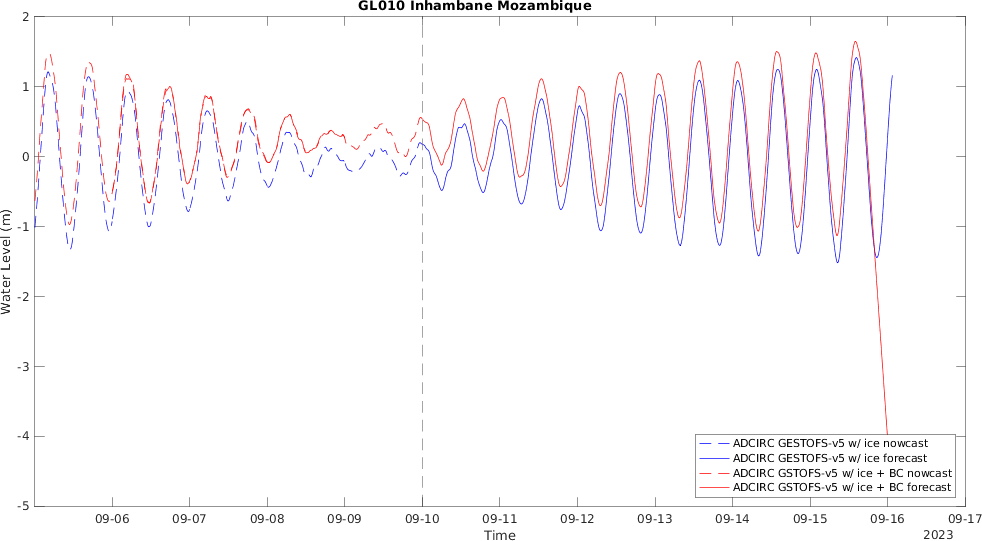 GL010 Inhambane Mozambique
2
1
0
-1
-2
-3
-4
-5
Water Level (m)
ADCIRC GESTOFS-v5 w/ ice nowcast
ADCIRC GESTOFS-v5 w/ ice forecast
ADCIRC GSTOFS-v5 w/ ice + BC nowcast
ADCIRC GSTOFS-v5 w/ ice + BC forecast
09-06 09-07 09-08 09-09 09-10 09-11 09-12 09-13 09-14 09-15 09-16 09-17
Time
2023